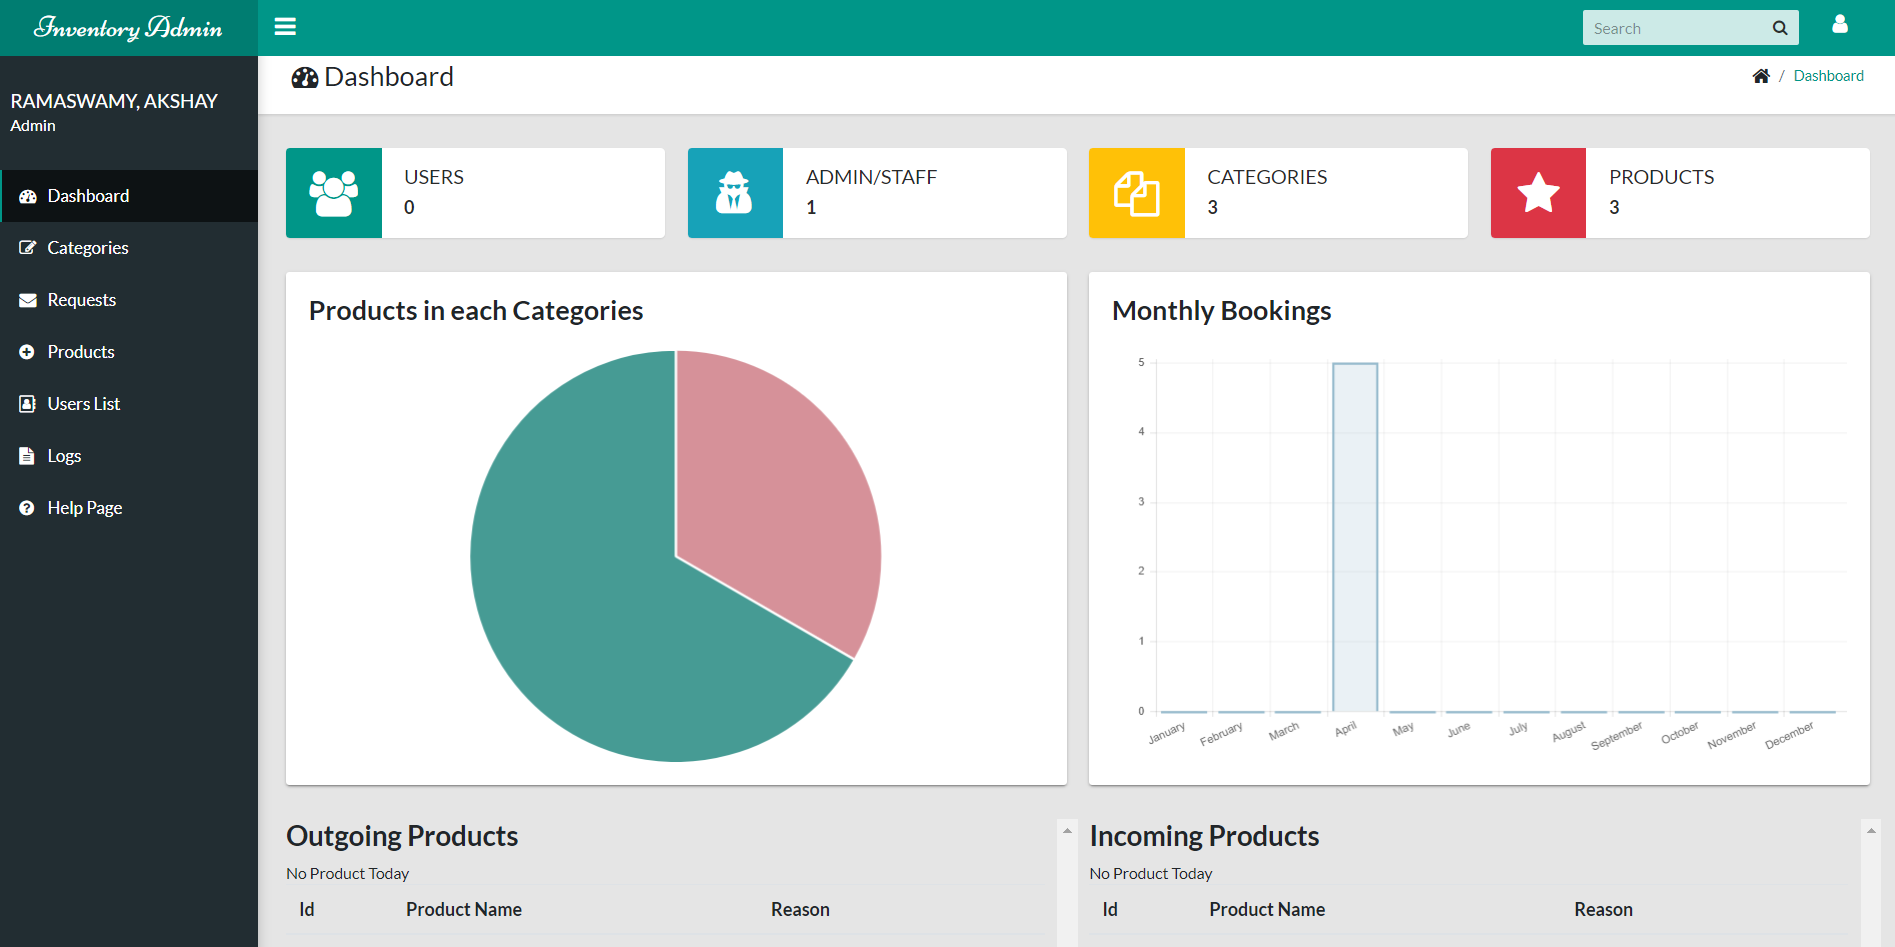 Inventory Admin
Search
RAMASWAMY, AKSHAY
Admin
Dashboard
Categories
Requests
Products
Users List
Logs
Help Page
Dashboard
/ Dashboard
USERS
0
ADMIN/STAFF
1
CATEGORIES
3
PRODUCTS
3
Products in each Categories
Monthly Bookings
5
4
3
2
1
0
January February March April May June July August September October November December
Outgoing Products
No Product Today
Id Product Name Reason
Incoming Products
No Product Today
Id Product Name Reason